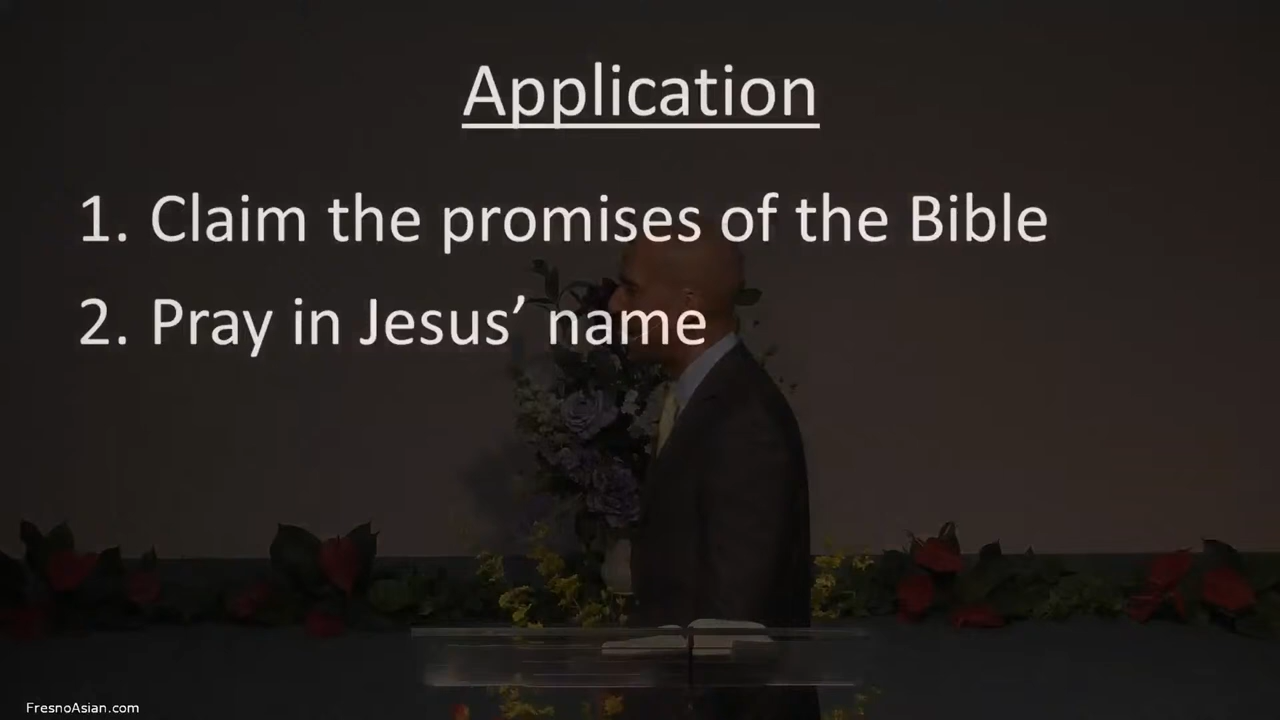 Application
1. Claim the promises of the Bible
2. Pray in Jesus’ name
FresnoAsian.com